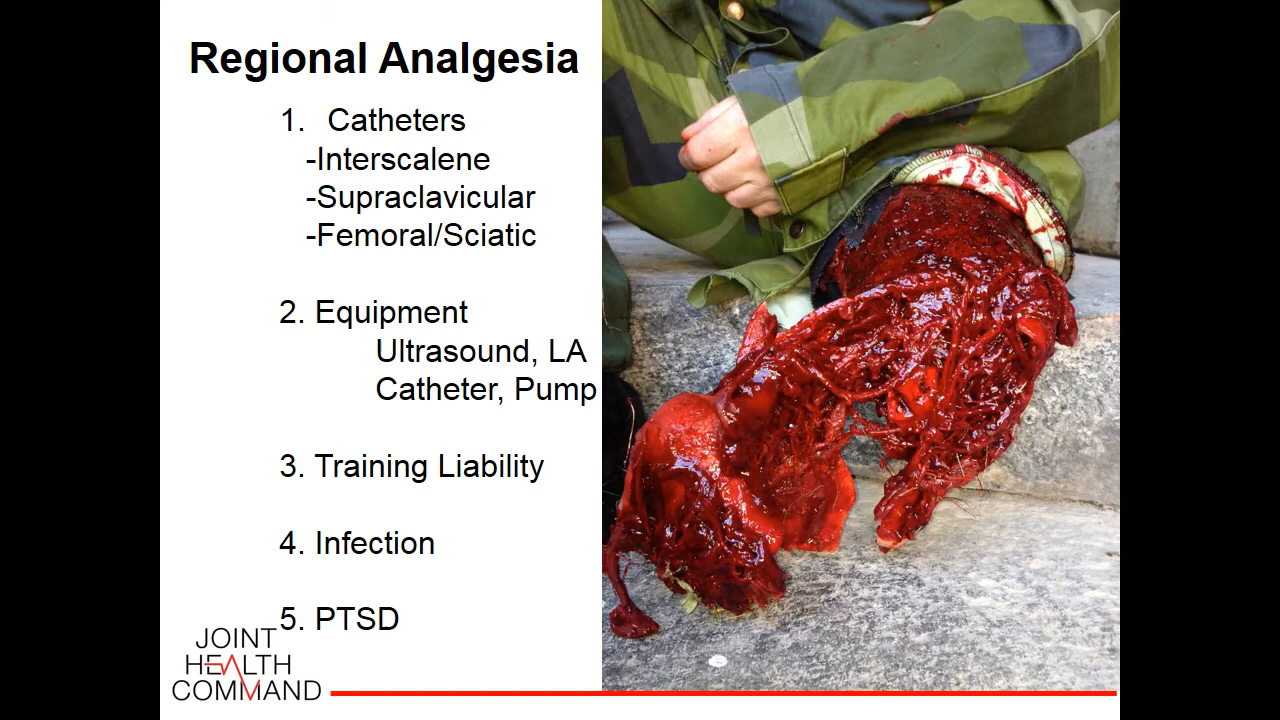 Regional Analgesia
1. Catheters
-Interscalene
-Supraclavicular
-Femoral/Sciatic
2. Equipment
Ultrasound, LA
Catheter, Pump
3. Training Liability
4. Infection
5. PTSD
JOINT
HEALTH
COMMAND